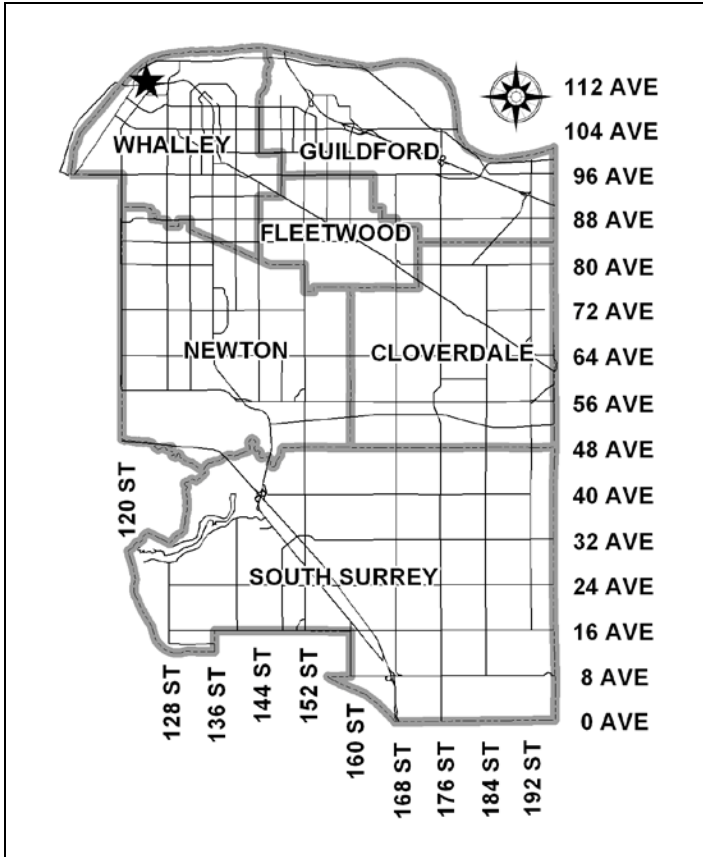 112 AVE
104 AVE
WHALLEY
GUILDFORD
96 AVE
88 AVE
FLEETWOOD
80 AVE
72 AVE
NEWTON
CLOVERDALE
64 AVE
56 AVE
48 AVE
120 ST
40 AVE
32 AVE
SOUTH SURREY
24 AVE
16 AVE
8 AVE
0 AVE
128 ST
136 ST
144 ST
152 ST
160 ST
168 ST
176 ST
184 ST
192 ST